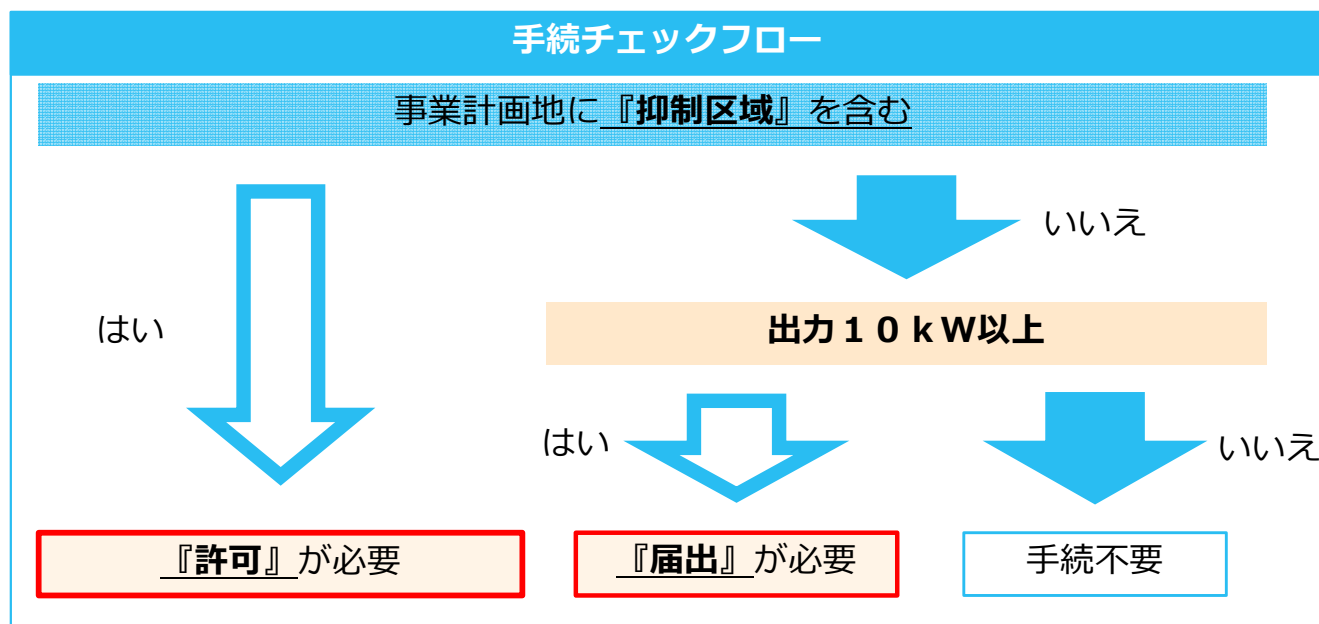 手続チェックフロー
事業計画地に『抑制区域』を含む
いいえ
はい
出力１０ｋＷ以上
はい
いいえ
『許可』が必要
『届出』が必要
手続不要